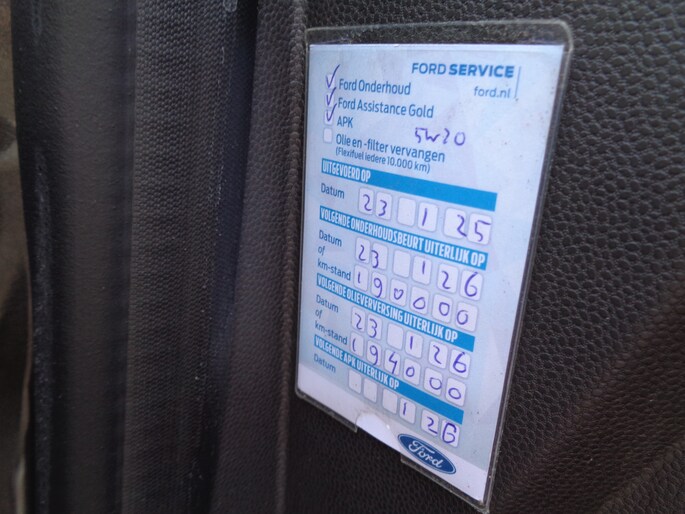 FORD SERVICE
ford.nl
Ford Onderhoud
Ford Assistance Gold
APK
5W20
Olie en -filter vervangen
(Flexifuel iedere 10.000 km)
UITGEVOERD OP
Datum 23 1 25
VOLGENDE ONDERHOUDSBEURT UITERLIJK OP
Datum 23 1 26
of
km-stand 190000
VOLGENDE OLIEVERVERSING UITERLIJK OP
Datum 23 1 26
of
km-stand 194000
VOLGENDE APK UITERLIJK OP
Datum 1 26
Ford